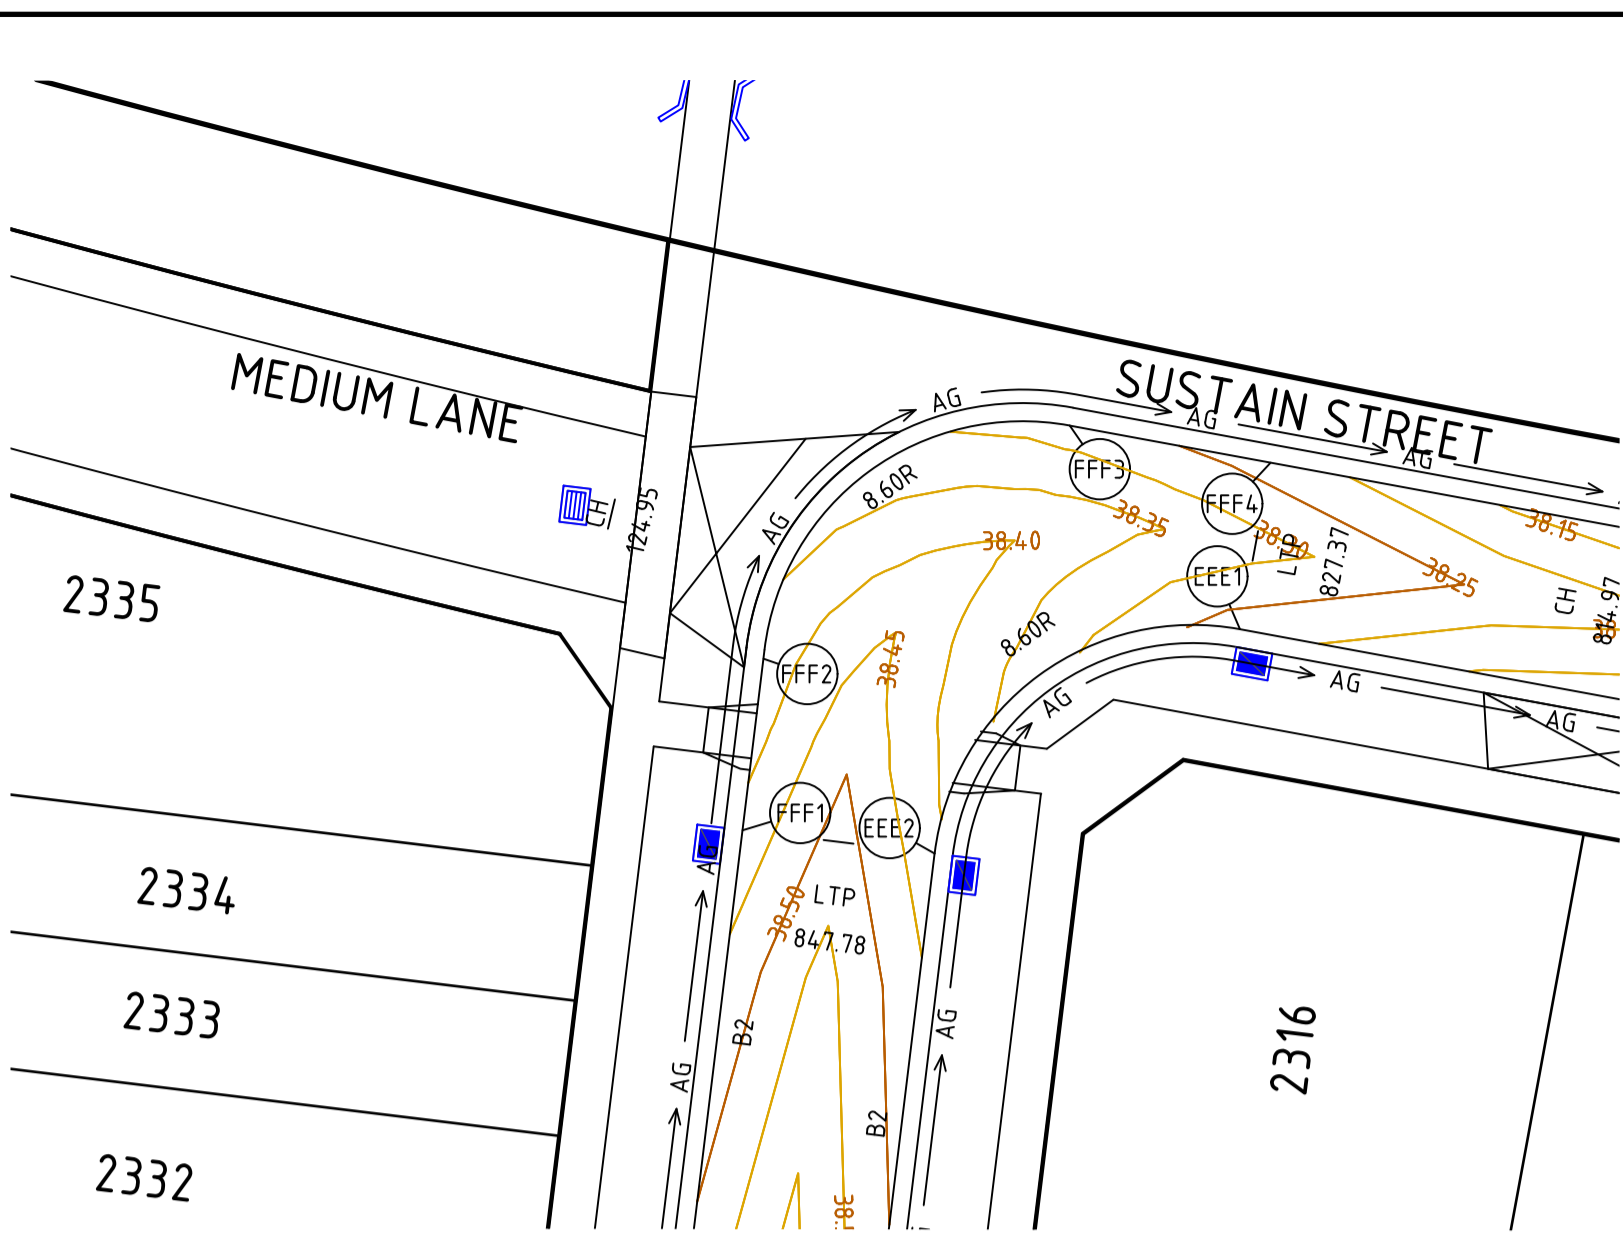 MEDIUM LANE
SUSTAIN STREET
AG
AG
AG
AG
8.60R
FFF3
FFF4
38.35
38.40
38.30
LTP
827.37
38.25
38.15
CH
814.97
CH
124.95
EEE1
8.60R
2335
FFF2
38.45
AG
AG
AG
FFF1
EEE2
AG
38.50
LTP
847.78
2334
2333
B2
AG
AG
B2
2316
2332